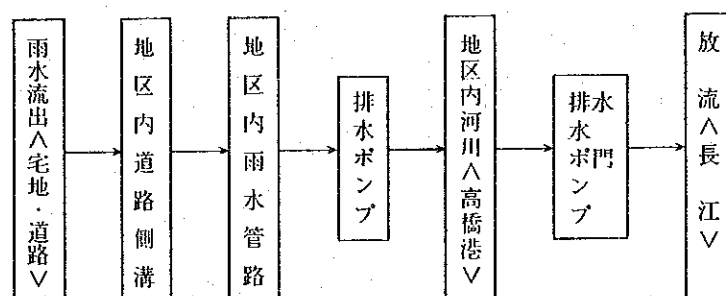 雨水流出＜宅地・道路＞
地区内道路側溝
地区内雨水管路
排水ポンプ
地区内河川＜高橋港＞
水門
排水ポンプ
放流＜長江＞